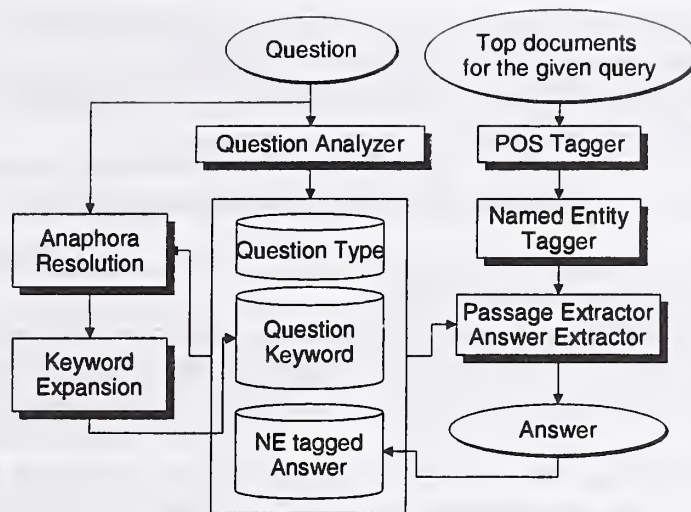 Question
Top documents
for the given query
Question Analyzer
POS Tagger
Anaphora
Resolution
Question Type
Named Entity
Tagger
Question
Keyword
Passage Extractor
Answer Extractor
Keyword
Expansion
NE tagged
Answer
Answer